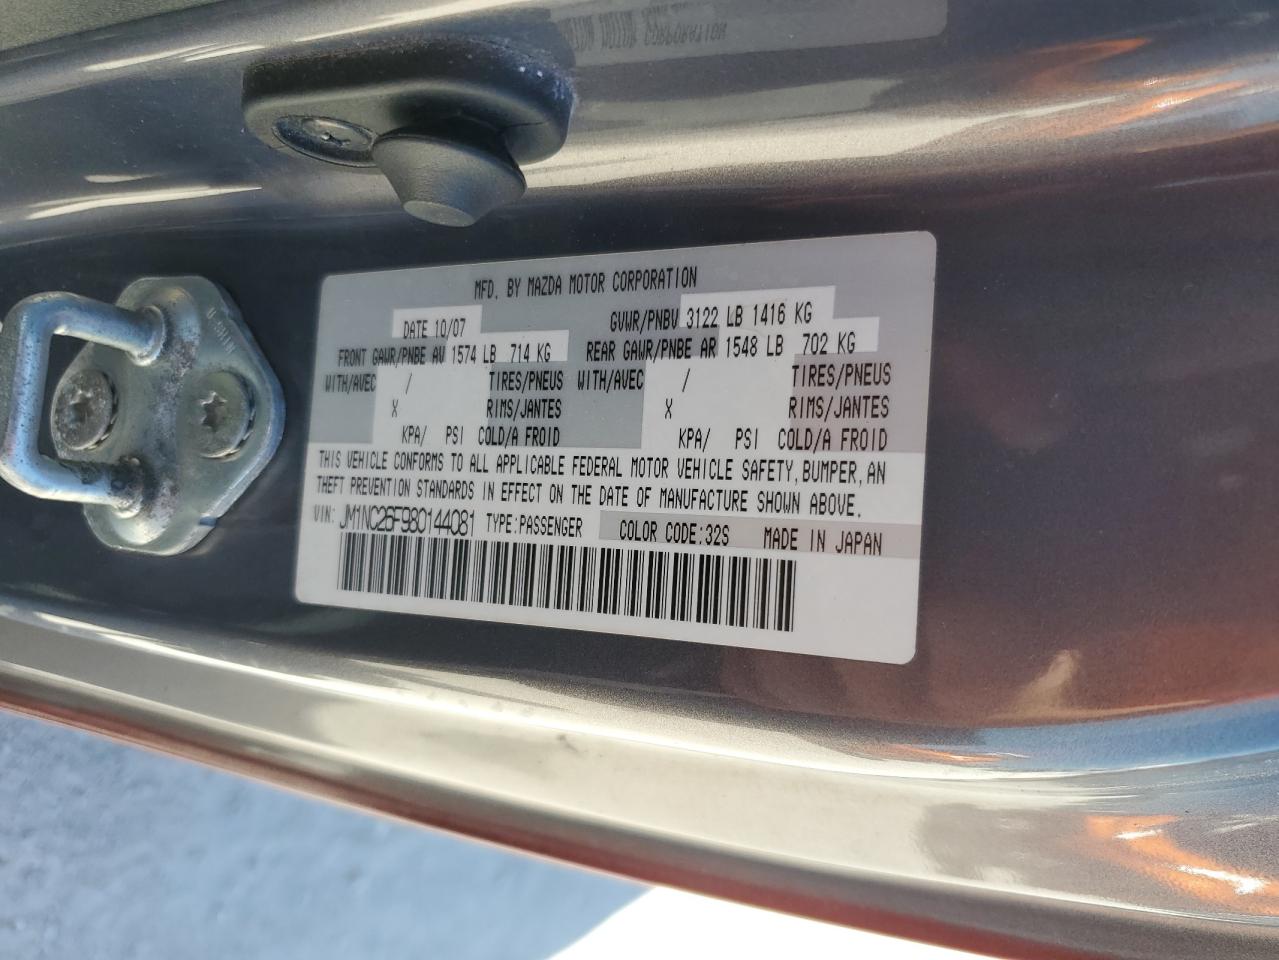 MFD. BY MAZDA MOTOR CORPORATION
DATE 10/07 GVWR/PNBV 3122 LB 1416 KG
FRONT GAWR/PNBE AV 1574 LB 714 KG REAR GAWR/PNBE AR 1548 LB 702 KG
WITH/AVEC / TIRES/PNEUS WITH/AVEC / TIRES/PNEUS
X RIMS/JANTES X RIMS/JANTES
KPA/ PSI COLD/A FROID KPA/ PSI COLD/A FROID
THIS VEHICLE CONFORMS TO ALL APPLICABLE FEDERAL MOTOR VEHICLE SAFETY, BUMPER, AN
THEFT PREVENTION STANDARDS IN EFFECT ON THE DATE OF MANUFACTURE SHOWN ABOVE.
VIN: JM1NC26F980144081 TYPE:PASSENGER COLOR CODE:32S MADE IN JAPAN